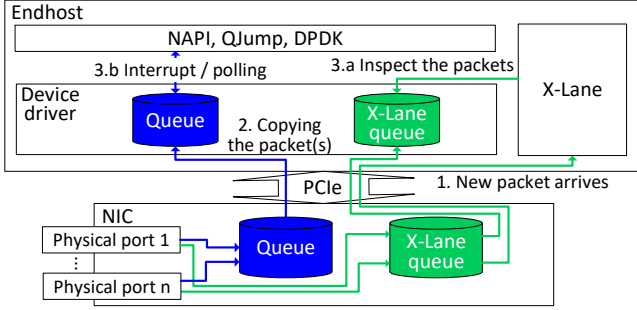 Endhost
NAPI, QJump, DPDK
3.b Interrupt / polling
3.a Inspect the packets
X-Lane
Device
driver
Queue
X-Lane
queue
2. Copying
the packet(s)
PCIe
1. New packet arrives
NIC
Physical port 1
⋮
Physical port n
Queue
X-Lane
queue